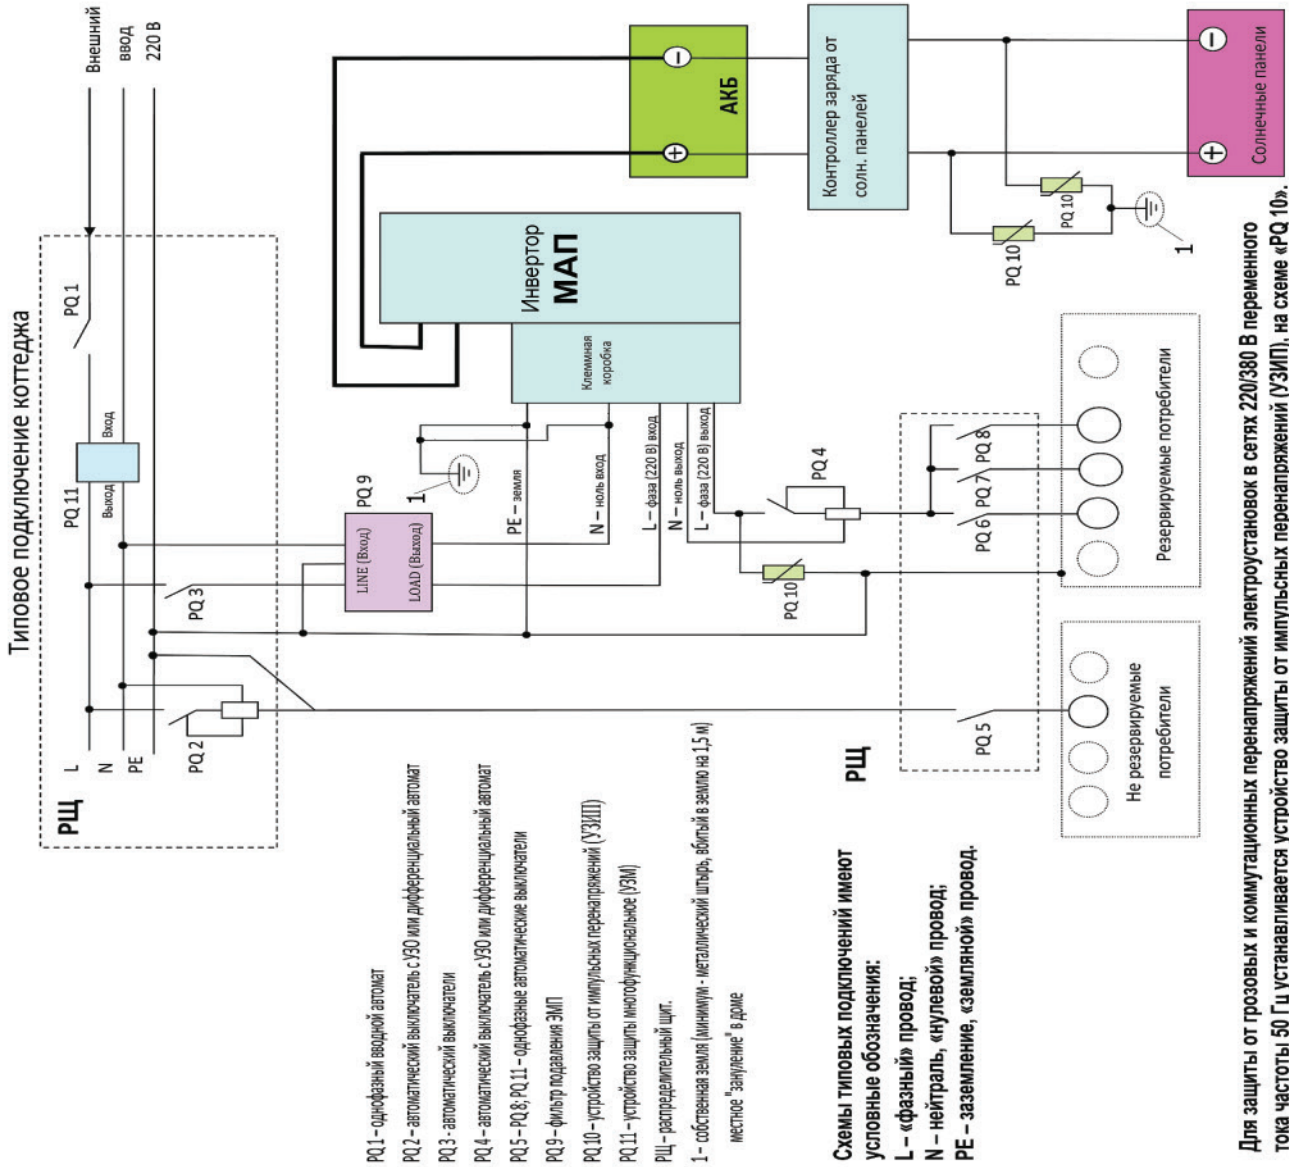 Типовое подключение коттеджа
Внешний
ввод
220 В
РЩ
L
N
PE
PQ 1
PQ 11
Вход
Выход
PQ 2
PQ 3
PQ 9
LINE (Вход)
LOAD (Выход)
1
PE – земля
N – ноль вход
L – фаза (220 В) вход
N – ноль выход
L – фаза (220 В) выход
Клеммная
коробка
Инвертор
МАП
АКБ
Контроллер заряда от
солн. панелей
Солнечные панели
PQ 10
PQ 10
1
PQ 4
PQ 10
РЩ
PQ 5
PQ 6
PQ 7
PQ 8
Не резервируемые
потребители
Резервируемые потребители
PQ 1 – однофазный вводной автомат
PQ 2 – автоматический выключатель с УЗО или дифференциальный автомат
PQ 3 - автоматический выключатели
PQ 4 – автоматический выключатель с УЗО или дифференциальный автомат
PQ 5 – PQ 8; PQ 11 – однофазные автоматические выключатели
PQ 9 – фильтр подавления ЭМП
PQ 10 – устройство защиты от импульсных перенапряжений (УЗИП)
PQ 11 – устройство защиты многофункциональное (УЗМ)
РЩ – распределительный щит.
1 – собственная земля (минимум - металлический штырь, вбитый в землю на 1,5 м)
местное "зануление" в доме
Схемы типовых подключений имеют
условные обозначения:
L – «фазный» провод;
N – нейтраль, «нулевой» провод;
PE – заземление, «земляной» провод.
Для защиты от грозовых и коммутационных перенапряжений электроустановок в сетях 220/380 В переменного
тока частоты 50 Гц устанавливается устройство защиты от импульсных перенапряжений (УЗИП), на схеме «PQ 10».